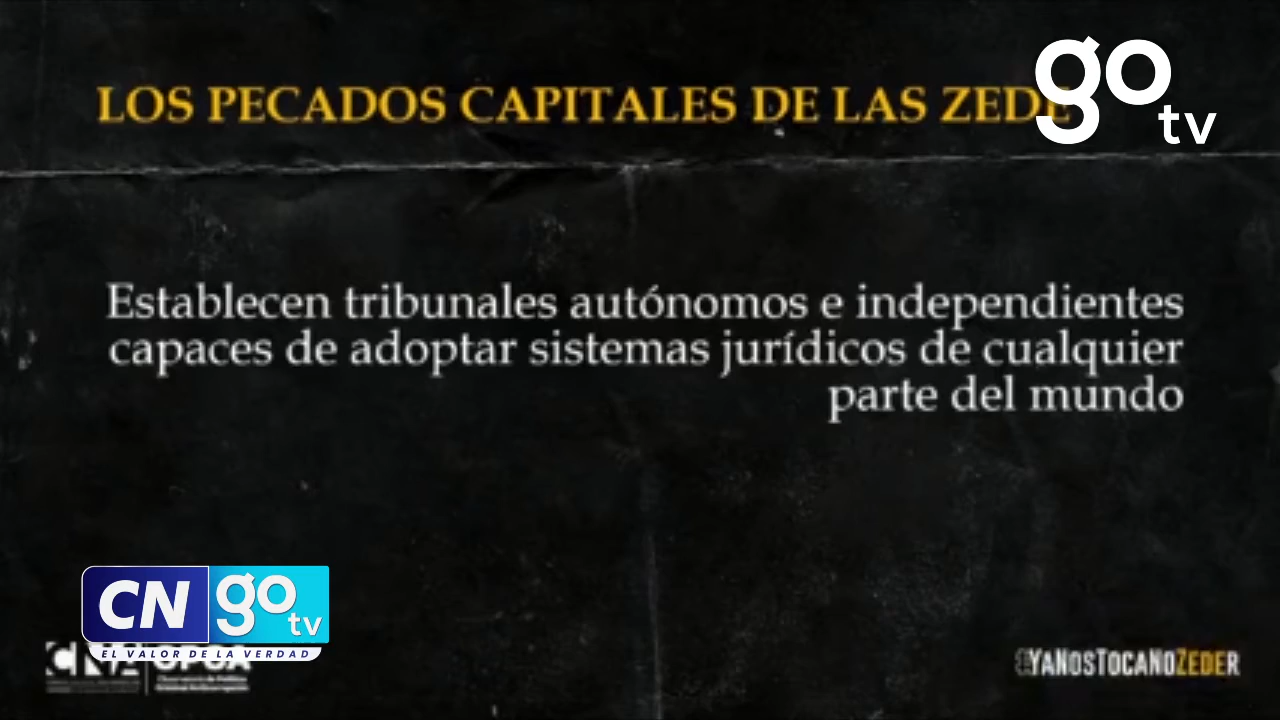 LOS PECADOS CAPITALES DE LAS ZEDE
go
tv
Establecen tribunales autónomos e independientes
capaces de adoptar sistemas jurídicos de cualquier
parte del mundo
CN go
tv
EL VALOR DE LA VERDAD
#YANOSTOCANOZEDER